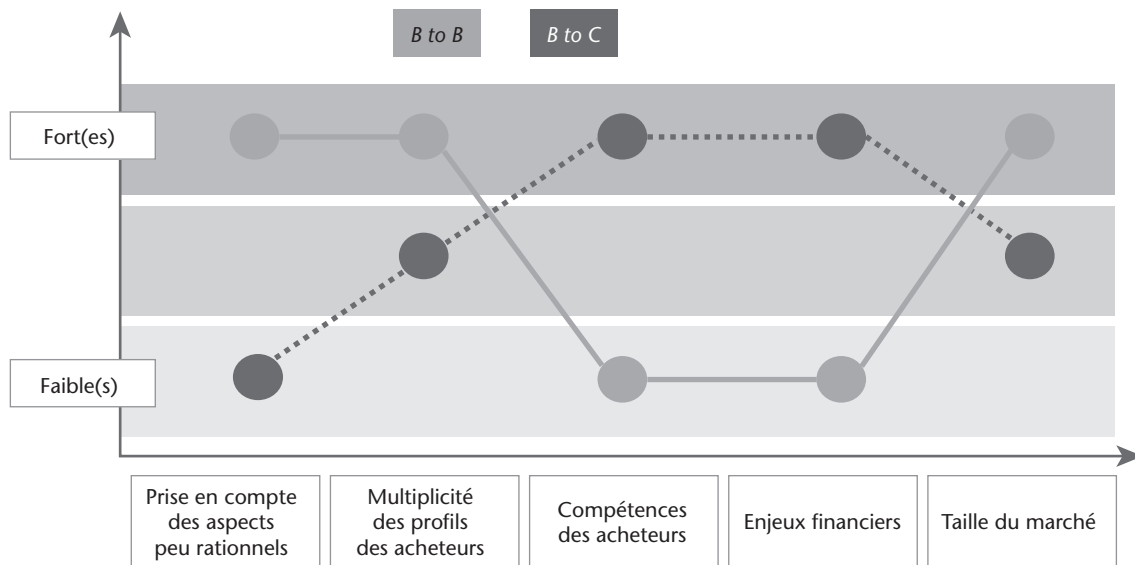 B to B
B to C
Fort(es)
Faible(s)
Prise en compte
des aspects
peu rationnels
Multiplicité
des profils
des acheteurs
Compétences
des acheteurs
Enjeux financiers
Taille du marché